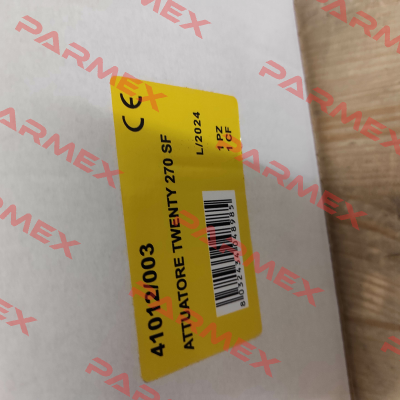 41012/003
ATTUATORE TWENTY 270 SF
CE
L/2024
1 PZ
1 CF
PARMEX